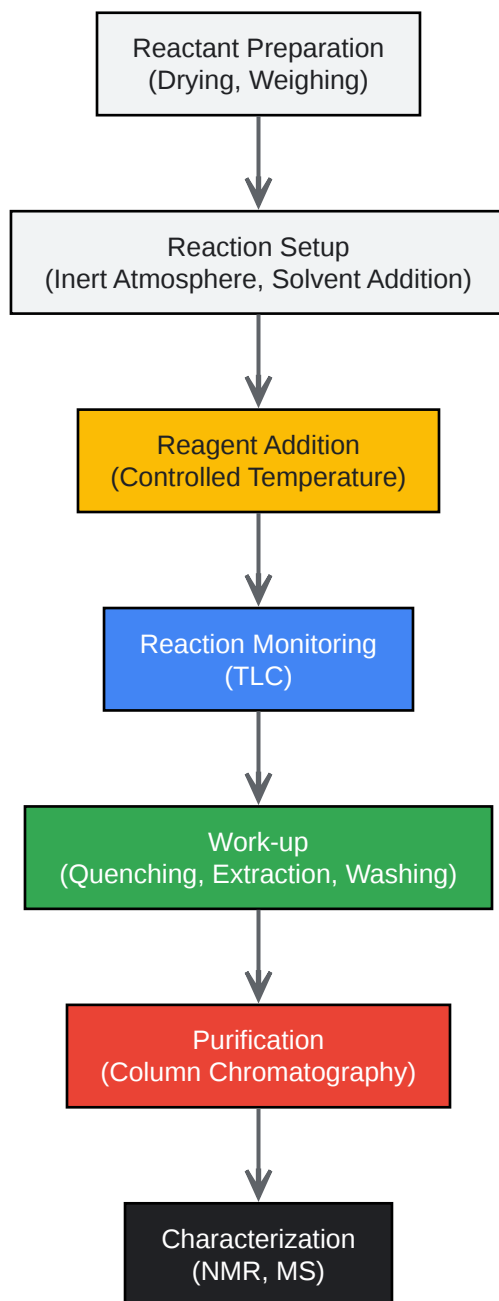 Reactant Preparation
(Drying, Weighing)
Reaction Setup
(Inert Atmosphere, Solvent Addition)
Reagent Addition
(Controlled Temperature)
Reaction Monitoring
(TLC)
Work-up
(Quenching, Extraction, Washing)
Purification
(Column Chromatography)
Characterization
(NMR, MS)